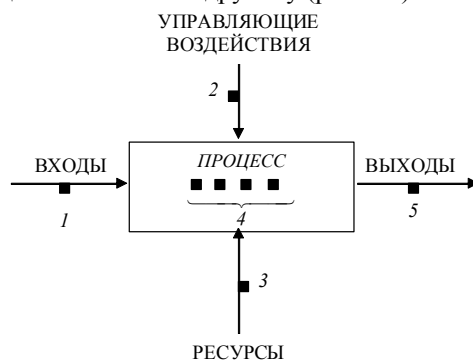 УПРАВЛЯЮЩИЕ
ВОЗДЕЙСТВИЯ
2
ВХОДЫ
ПРОЦЕСС
ВЫХОДЫ
1
4
5
3
РЕСУРСЫ